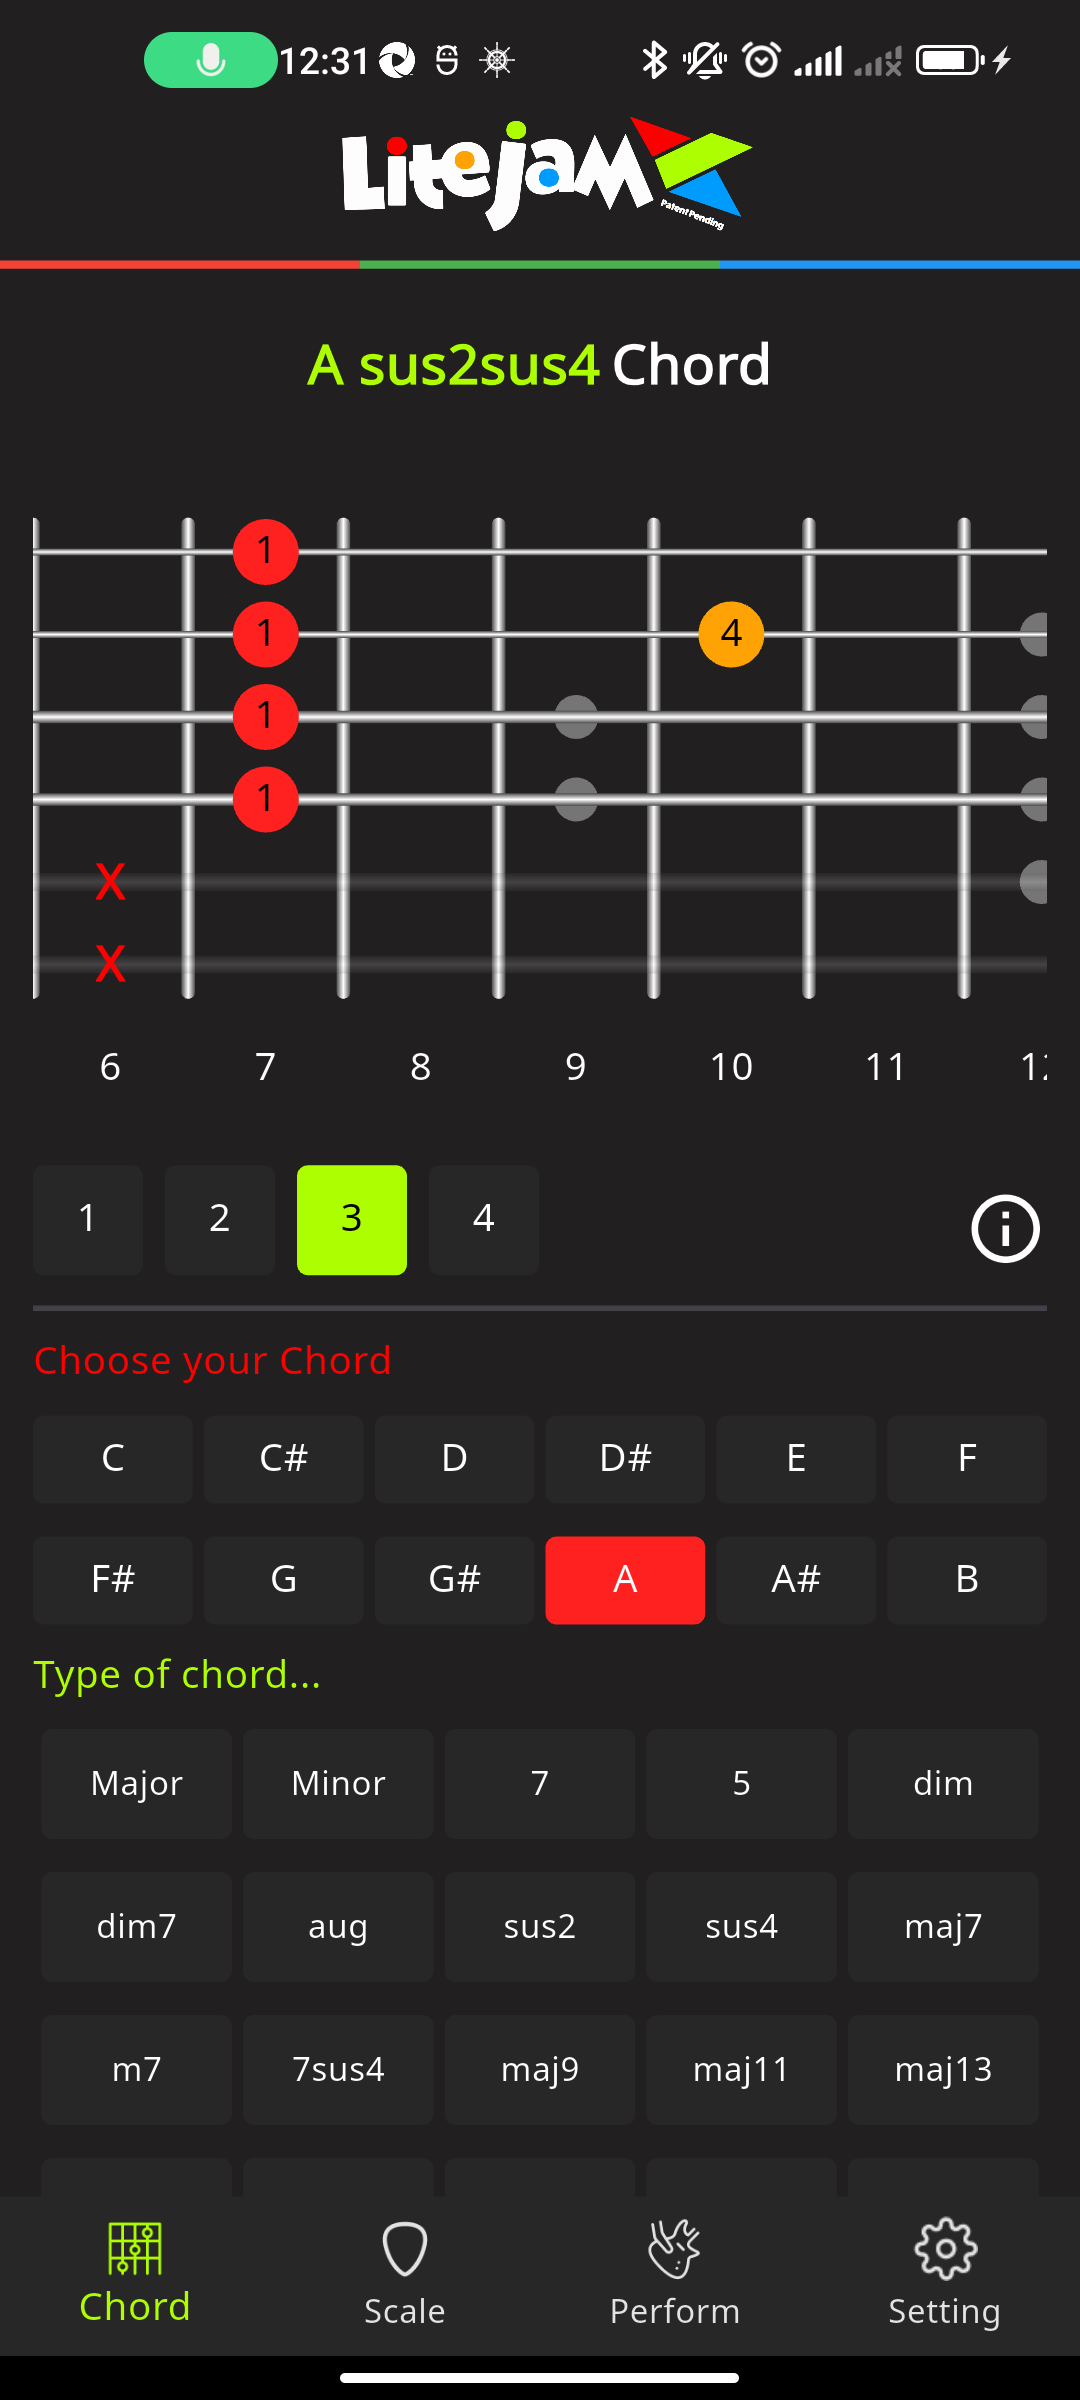 12:31
Litejam
Patent Pending
A sus2sus4 Chord
1
1 4
1
1
X
X
6 7 8 9 10 11 12
1 2 3 4
Choose your Chord
C C# D D# E F
F# G G# A A# B
Type of chord...
Major Minor 7 5 dim
dim7 aug sus2 sus4 maj7
m7 7sus4 maj9 maj11 maj13
Chord Scale Perform Setting